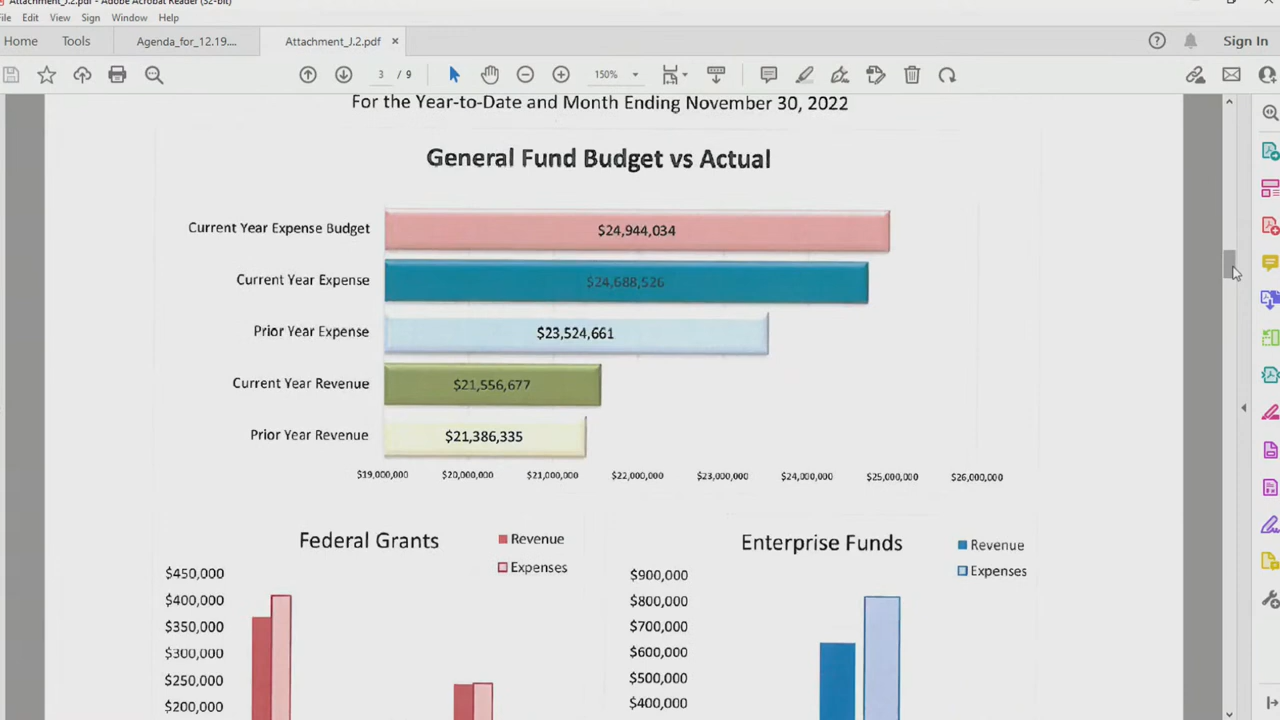 Attachment_J.2.pdf - Adobe Acrobat Reader (32-bit)
File Edit View Sign Window Help
Home Tools Agenda_for_12.19.... Attachment_J.2.pdf × Sign In
3 / 9 150%
For the Year-to-Date and Month Ending November 30, 2022
General Fund Budget vs Actual
Current Year Expense Budget $24,944,034
Current Year Expense $24,688,526
Prior Year Expense $23,524,661
Current Year Revenue $21,556,677
Prior Year Revenue $21,386,335
$19,000,000 $20,000,000 $21,000,000 $22,000,000 $23,000,000 $24,000,000 $25,000,000 $26,000,000
Federal Grants
Revenue
Expenses
$450,000
$400,000
$350,000
$300,000
$250,000
$200,000
Enterprise Funds
Revenue
Expenses
$900,000
$800,000
$700,000
$600,000
$500,000
$400,000